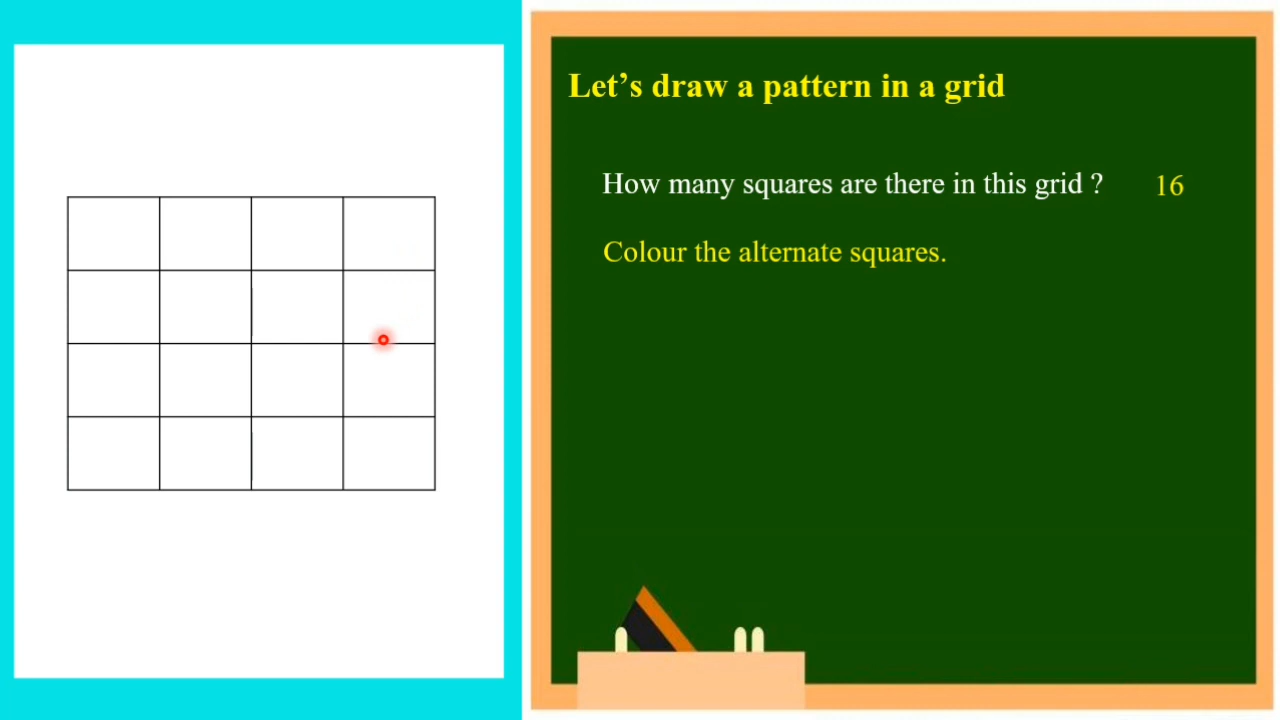 Let’s draw a pattern in a grid
How many squares are there in this grid ? 16
Colour the alternate squares.